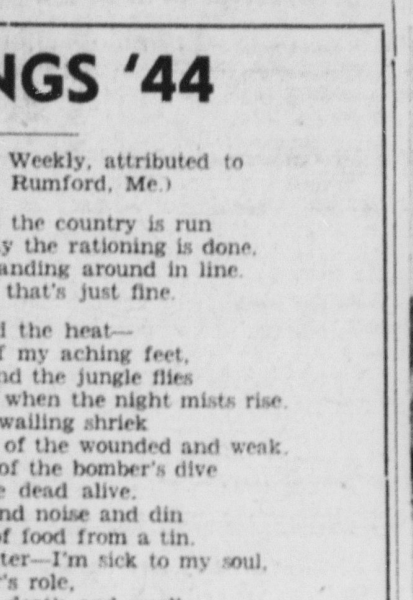 NGS '44
Weekly, attributed to
Rumford, Me.)
the country is run
y the rationing is done,
anding around in line.
that's just fine.
d the heat—
f my aching feet,
nd the jungle flies
when the night mists rise.
wailing shriek
of the wounded and weak.
of the bomber's dive
e dead alive.
nd noise and din
of food from a tin.
ter—I'm sick to my soul,
's role,